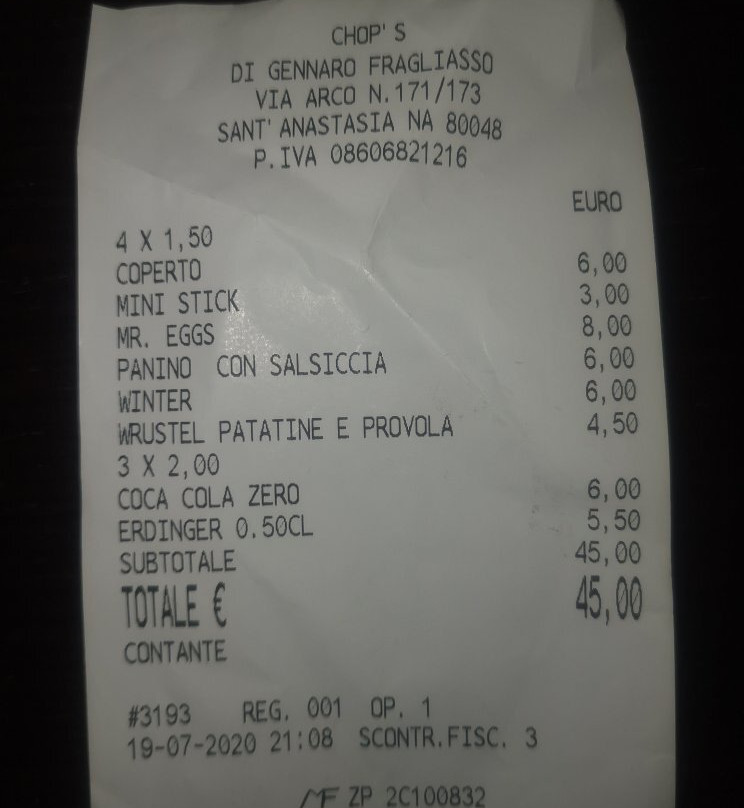 CHOP'S
DI GENNARO FRAGLIASSO
VIA ARCO N.171/173
SANT'ANASTASIA NA 80048
P.IVA 08606821216
EURO
4 X 1,50
COPERTO 6,00
MINI STICK 3,00
MR. EGGS 8,00
PANINO CON SALSICCIA 6,00
WINTER 6,00
WRUSTEL PATATINE E PROVOLA 4,50
3 X 2,00
COCA COLA ZERO 6,00
ERDINGER 0.50CL 5,50
SUBTOTALE 45,00
TOTALE € 45,00
CONTANTE
#3193 REG. 001 OP. 1
19-07-2020 21:08 SCONTR.FISC. 3
MF ZP 2C100832